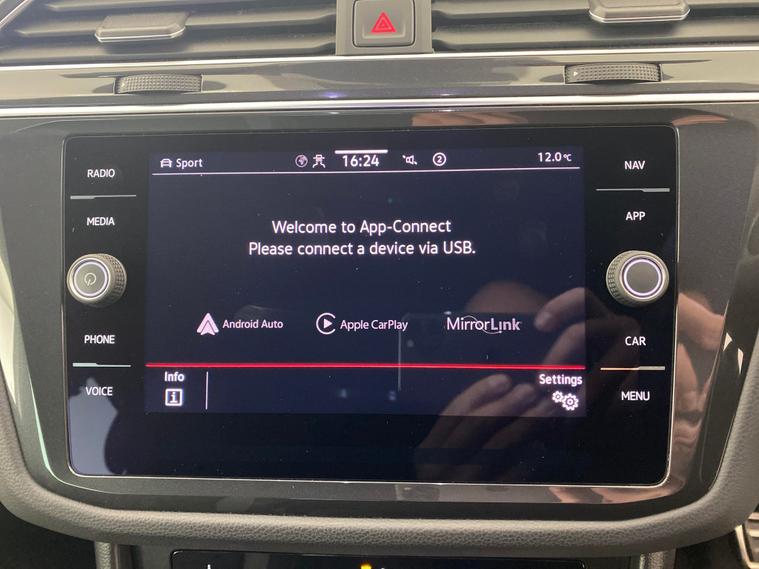 Sport
16:24
2
12.0°C
RADIO
MEDIA
PHONE
VOICE
Welcome to App-Connect
Please connect a device via USB.
Android Auto
Apple CarPlay
MirrorLink
Info
i
Settings
NAV
APP
CAR
MENU